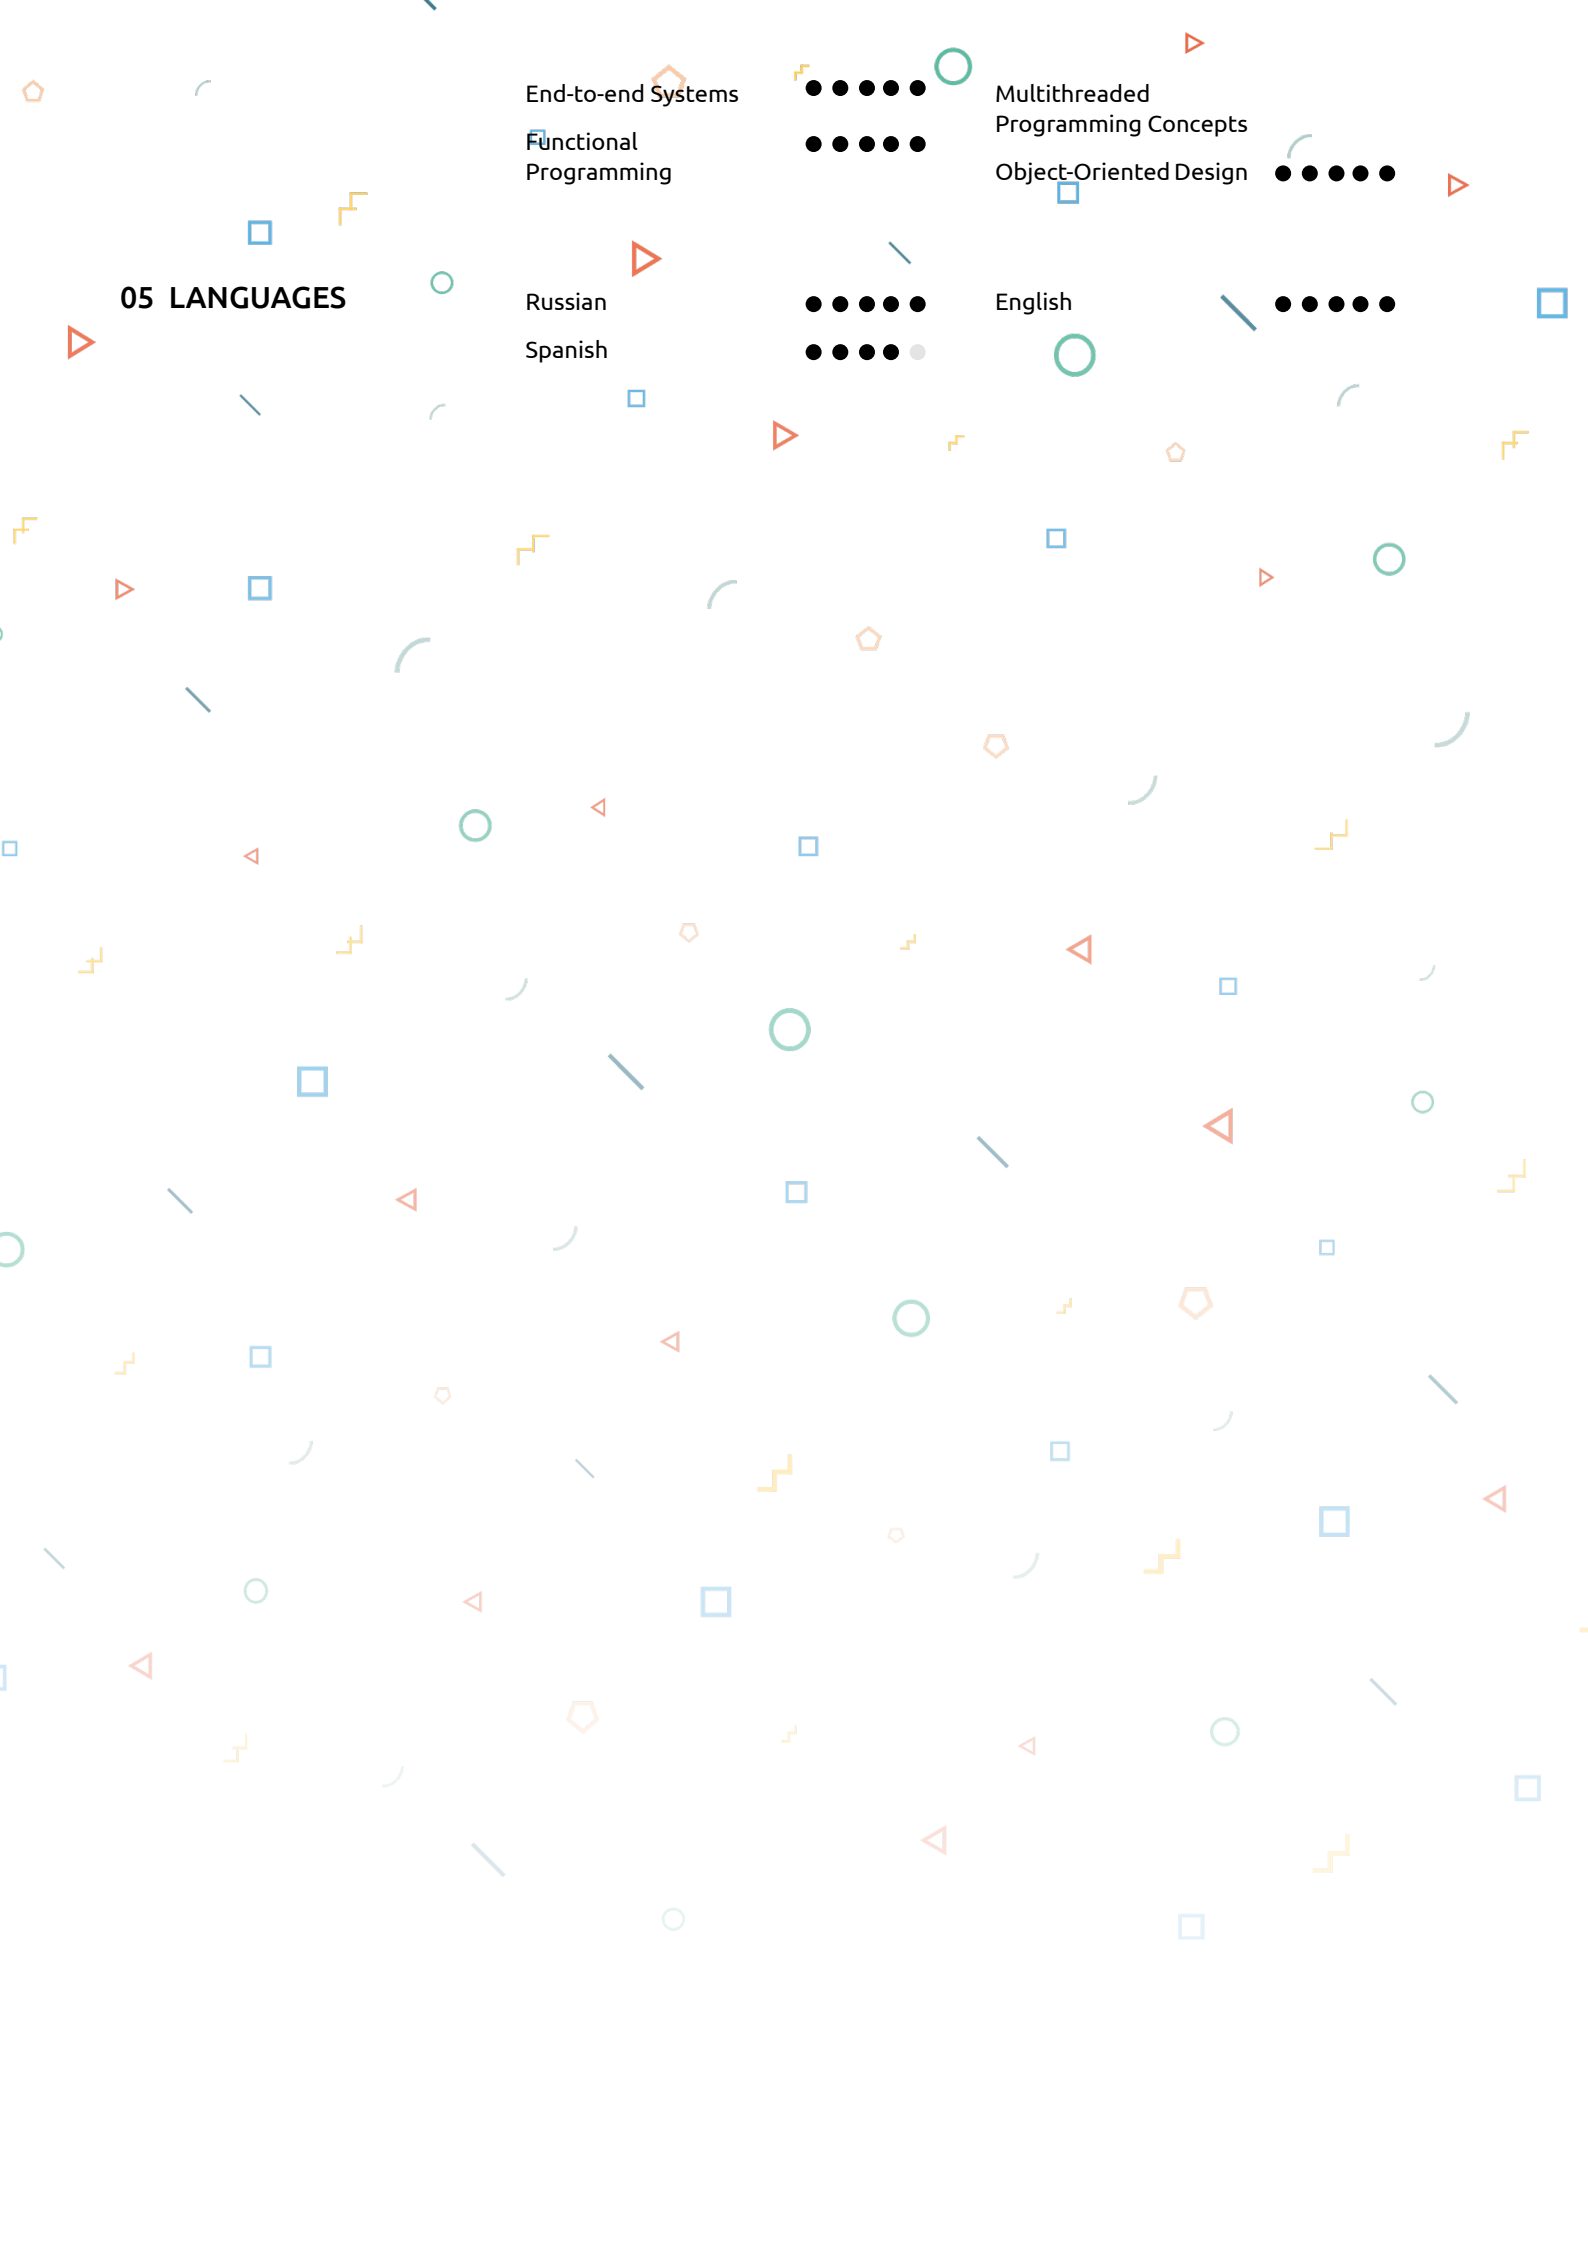 End-to-end Systems
Functional
Programming
Multithreaded
Programming Concepts
Object-Oriented Design
05 LANGUAGES
Russian
English
Spanish